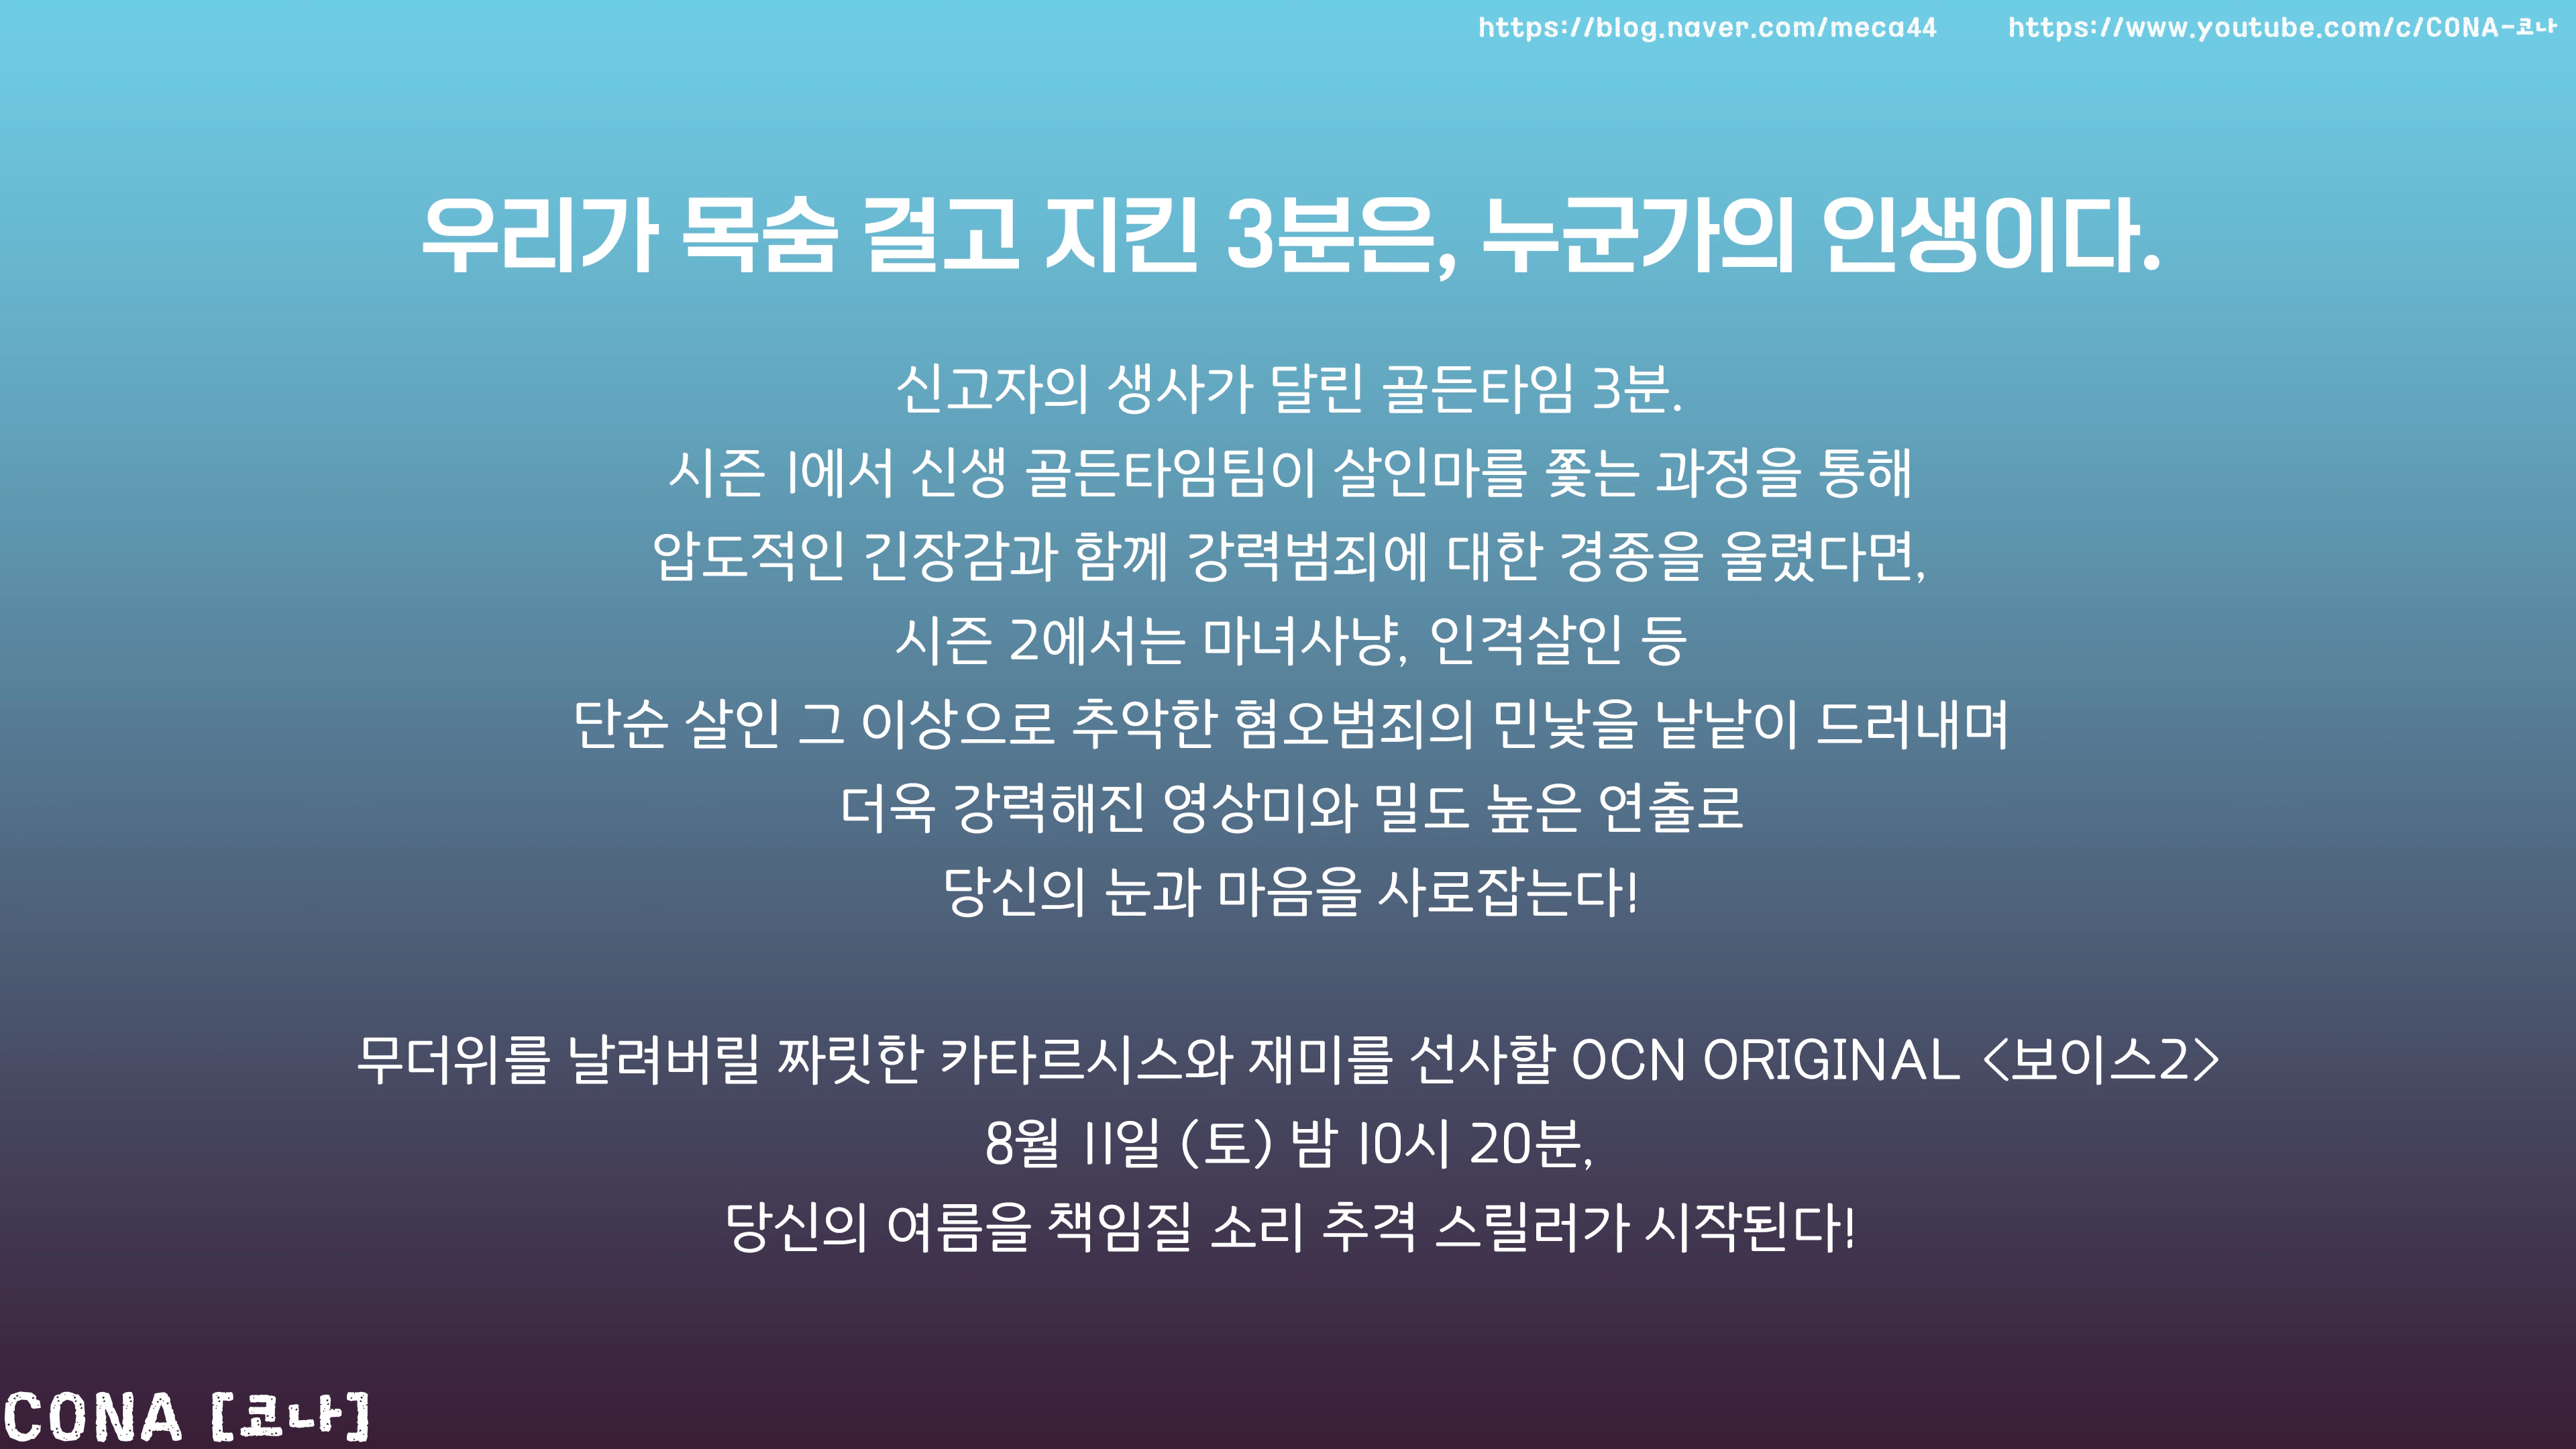 https://blog.naver.com/meca44 https://www.youtube.com/c/CONA-코나
우리가 목숨 걸고 지킨 3분은, 누군가의 인생이다.
신고자의 생사가 달린 골든타임 3분.
시즌 1에서 신생 골든타임팀이 살인마를 쫓는 과정을 통해
압도적인 긴장감과 함께 강력범죄에 대한 경종을 울렸다면,
시즌 2에서는 마녀사냥, 인격살인 등
단순 살인 그 이상으로 추악한 혐오범죄의 민낯을 낱낱이 드러내며
더욱 강력해진 영상미와 밀도 높은 연출로
당신의 눈과 마음을 사로잡는다!
무더위를 날려버릴 짜릿한 카타르시스와 재미를 선사할 OCN ORIGINAL <보이스2>
8월 11일 (토) 밤 10시 20분,
당신의 여름을 책임질 소리 추격 스릴러가 시작된다!
CONA [코나]